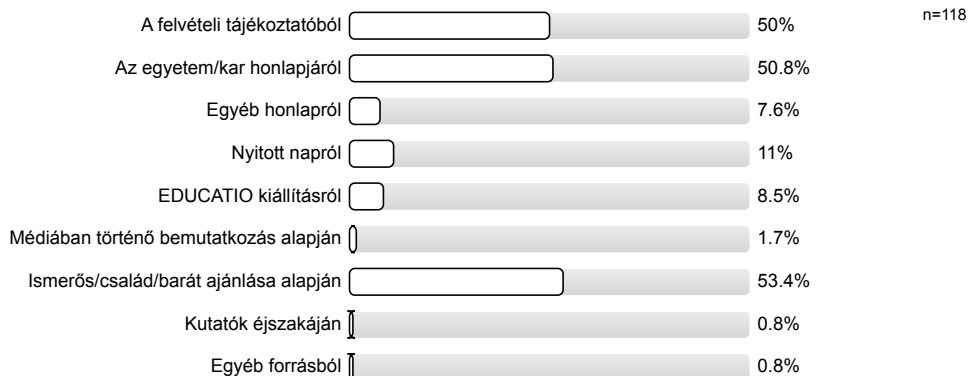 A felvételi tájékoztatóból 50% n=118
Az egyetem/kar honlapjáról 50.8%
Egyéb honlapról 7.6%
Nyitott napról 11%
EDUCATIO kiállításról 8.5%
Médiában történő bemutatkozás alapján 1.7%
Ismerős/család/barát ajánlása alapján 53.4%
Kutatók éjszakáján 0.8%
Egyéb forrásból 0.8%